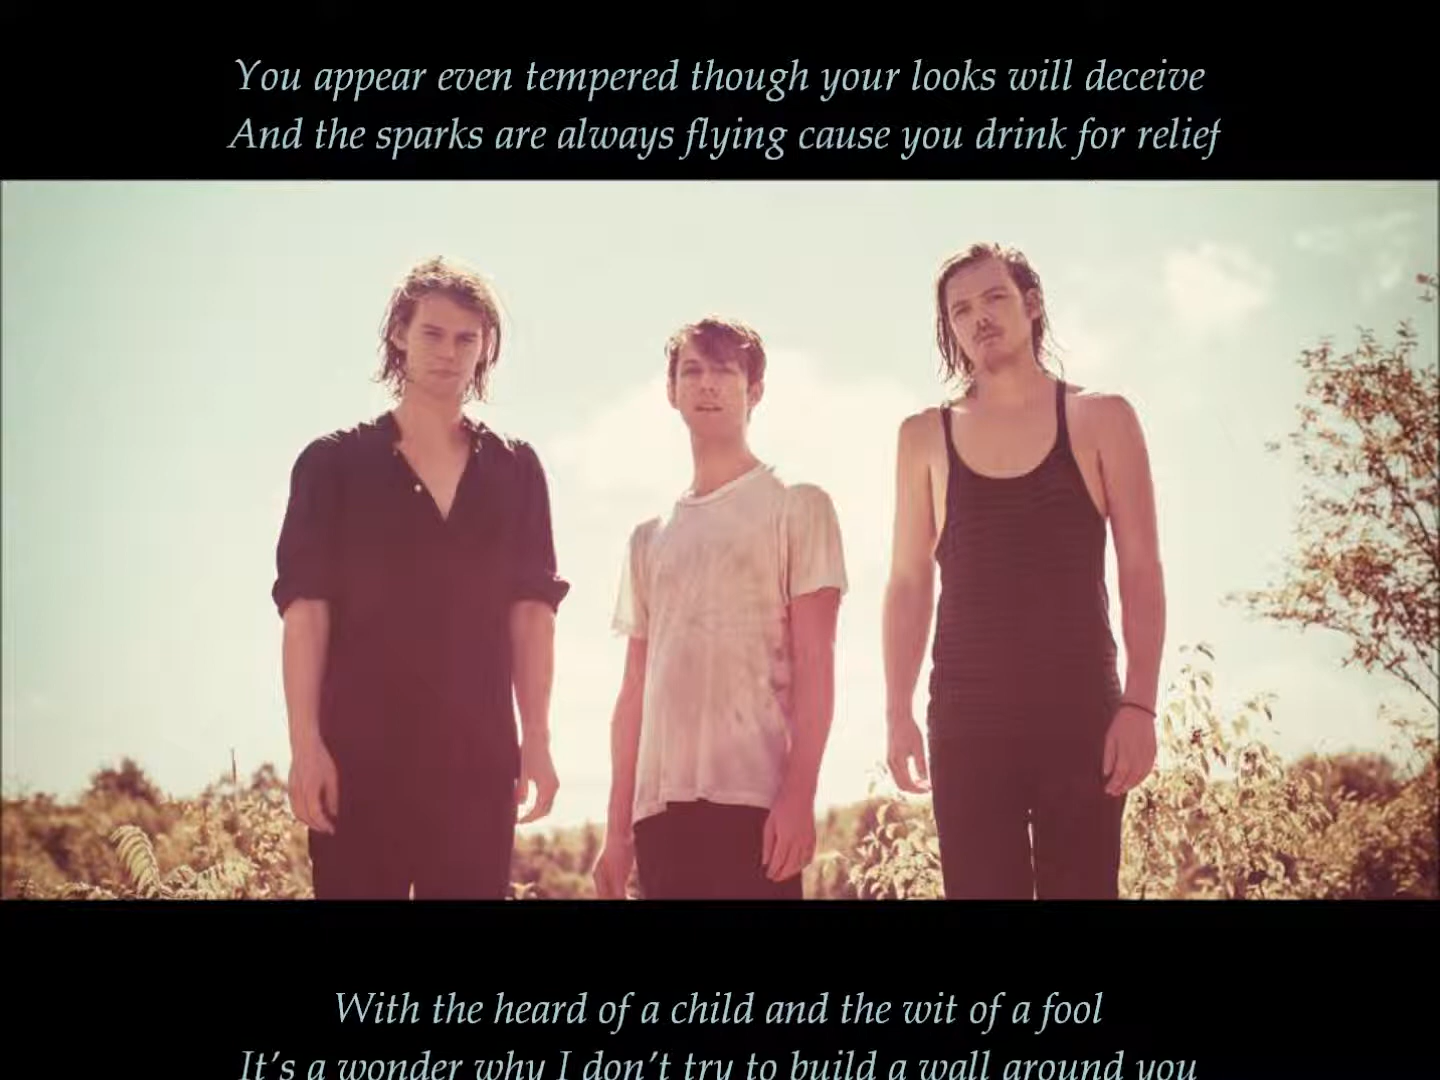 You appear even tempered though your looks will deceive
And the sparks are always flying cause you drink for relief
With the heard of a child and the wit of a fool
It's a wonder why I don't try to build a wall around you